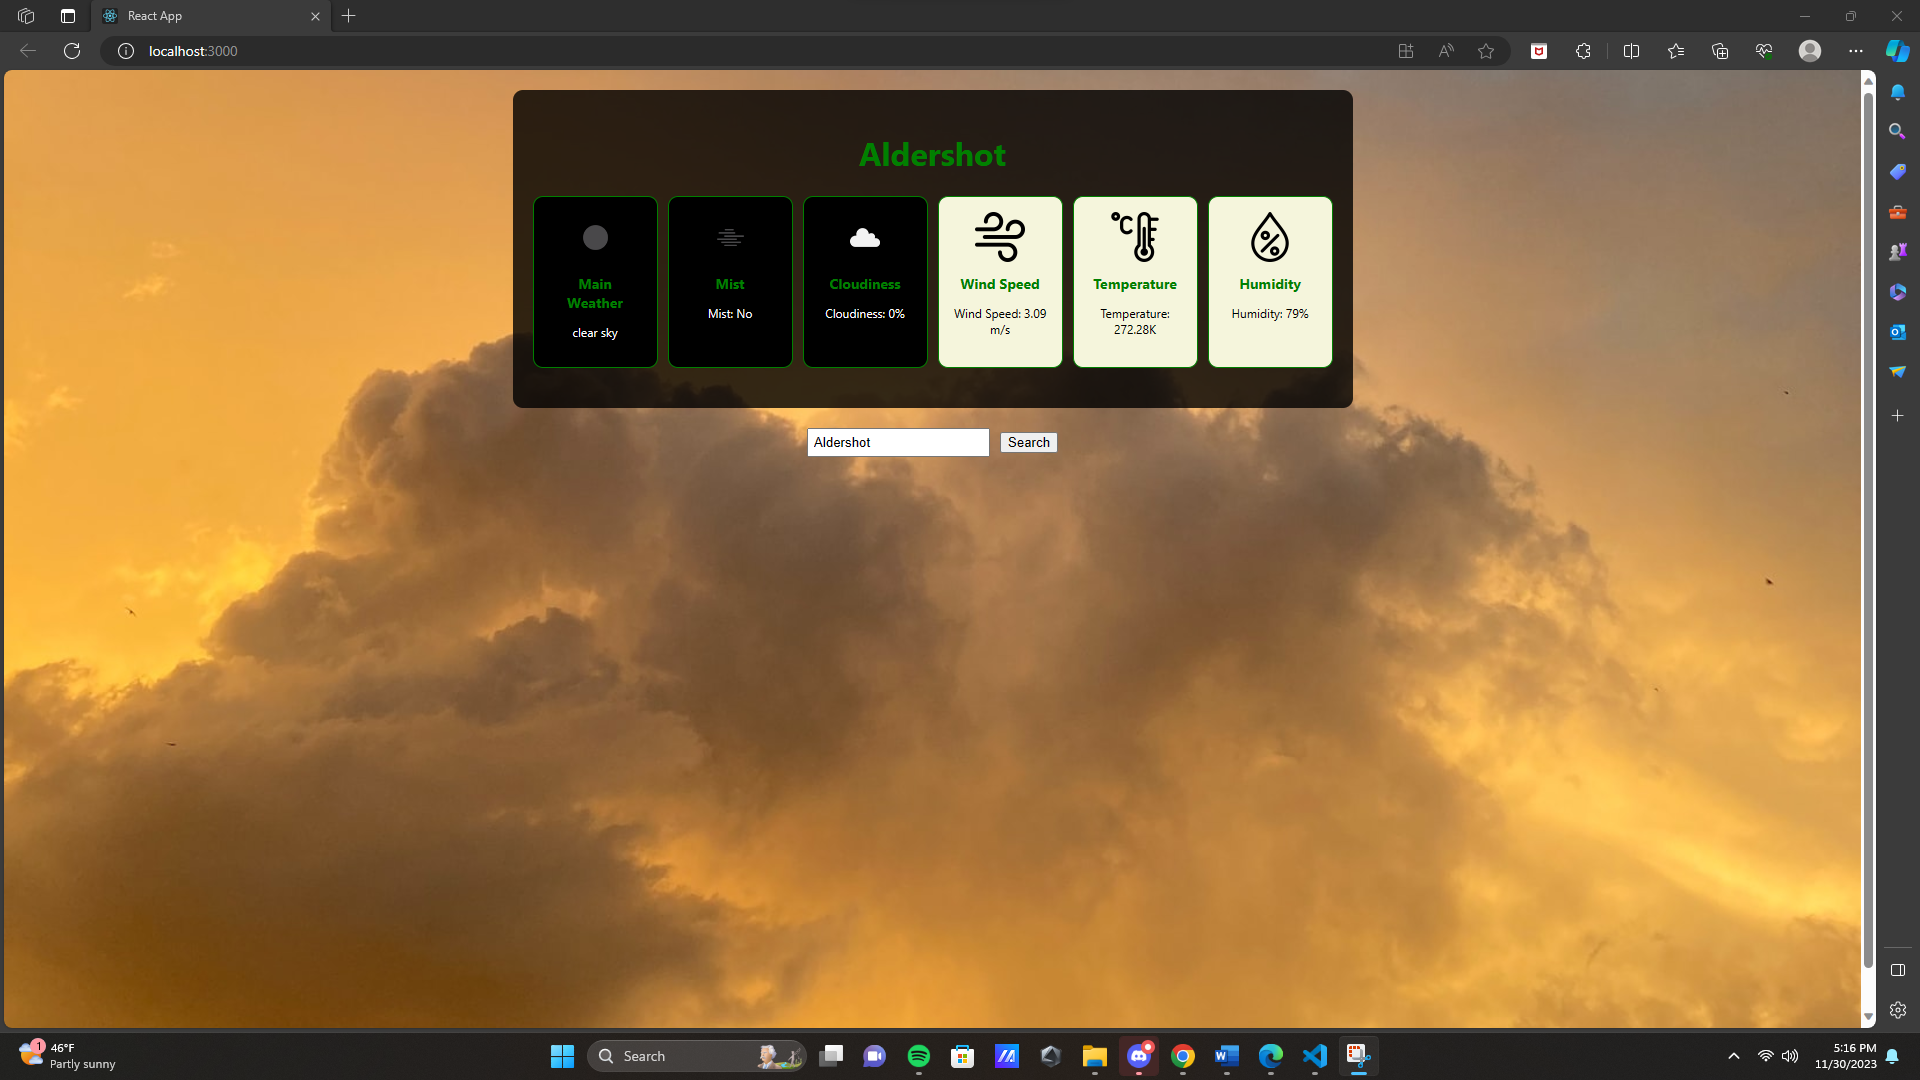 React App
localhost:3000
Aldershot
Main
Weather
clear sky
Mist
Mist: No
Cloudiness
Cloudiness: 0%
Wind Speed
Wind Speed: 3.09
m/s
°C
Temperature
Temperature:
272.28K
%
Humidity
Humidity: 79%
Aldershot
Search
1
46°F
Partly sunny
Search
5:16 PM
11/30/2023